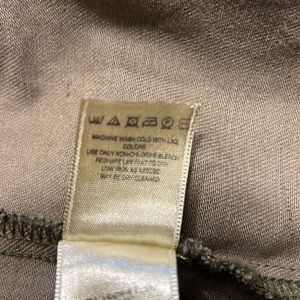 MACHINE WASH COLD WITH LIKE
COLORS
USE ONLY NON-CHLORINE BLEACH
RESHAPE LAY FLAT TO DRY
LOW IRON AS NEEDED
MAY BE DRY CLEANED